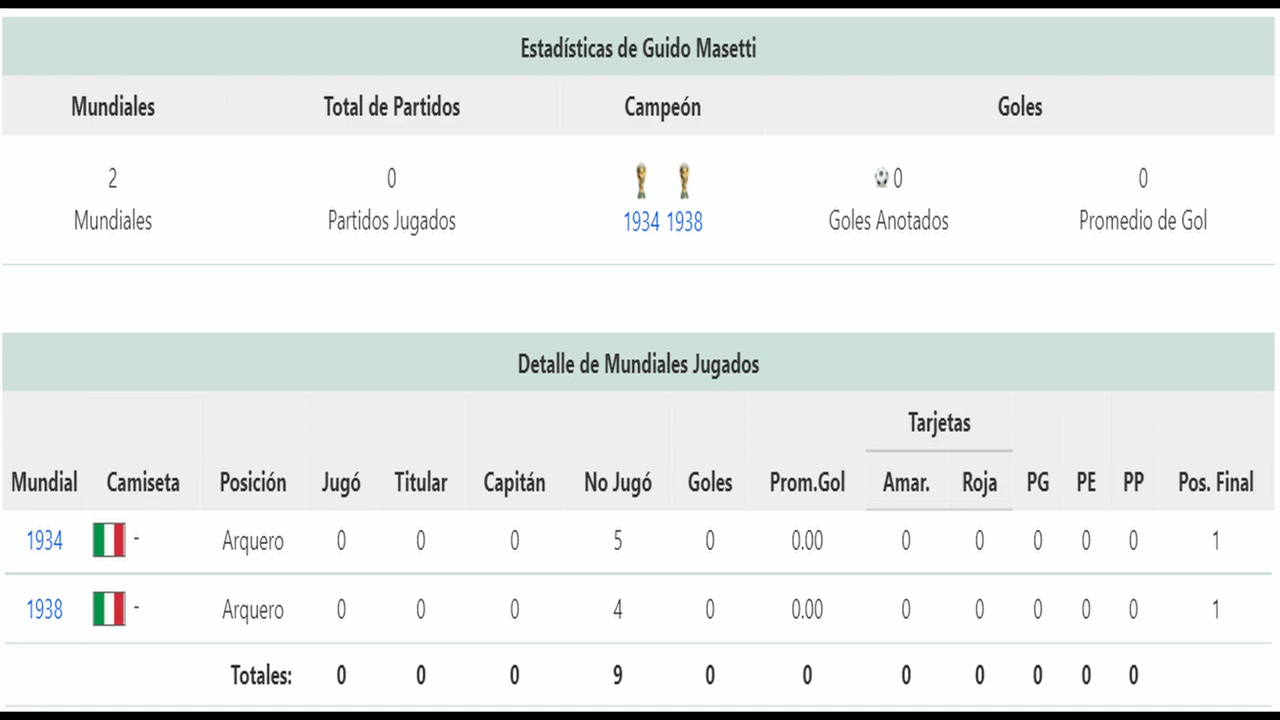 Estadísticas de Guido Masetti
Mundiales Total de Partidos Campeón Goles
2 0 0 0
Mundiales Partidos Jugados 1934 1938 Goles Anotados Promedio de Gol
Detalle de Mundiales Jugados
Tarjetas
Mundial Camiseta Posición Jugó Titular Capitán No Jugó Goles Prom.Gol Amar. Roja PG PE PP Pos. Final
1934 - Arquero 0 0 0 5 0 0.00 0 0 0 0 0 1
1938 - Arquero 0 0 0 4 0 0.00 0 0 0 0 0 1
Totales: 0 0 0 9 0 0 0 0 0 0 0